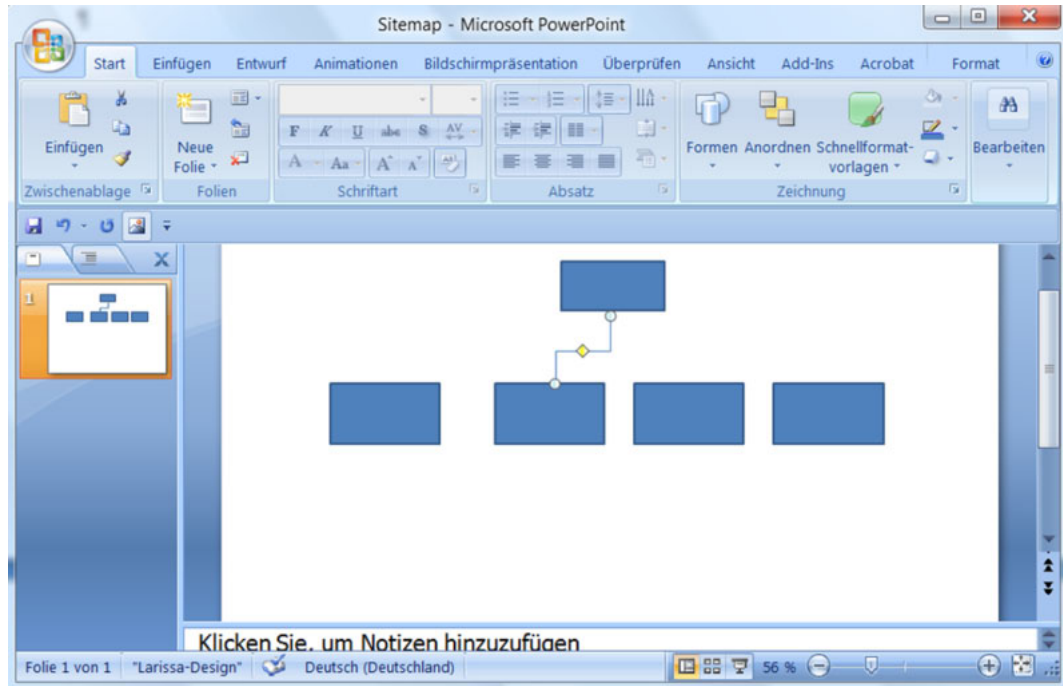 Sitemap - Microsoft PowerPoint
Start Einfügen Entwurf Animationen Bildschirmpräsentation Überprüfen Ansicht Add-Ins Acrobat Format
Einfügen
Neue
Folie
F K U abc S AV
A Aa A A
Formen Anordnen Schnellformat-
vorlagen
Bearbeiten
Zwischenablage Folien Schriftart Absatz Zeichnung
1
Klicken Sie, um Notizen hinzuzufügen
Folie 1 von 1 "Larissa-Design" Deutsch (Deutschland) 56 %